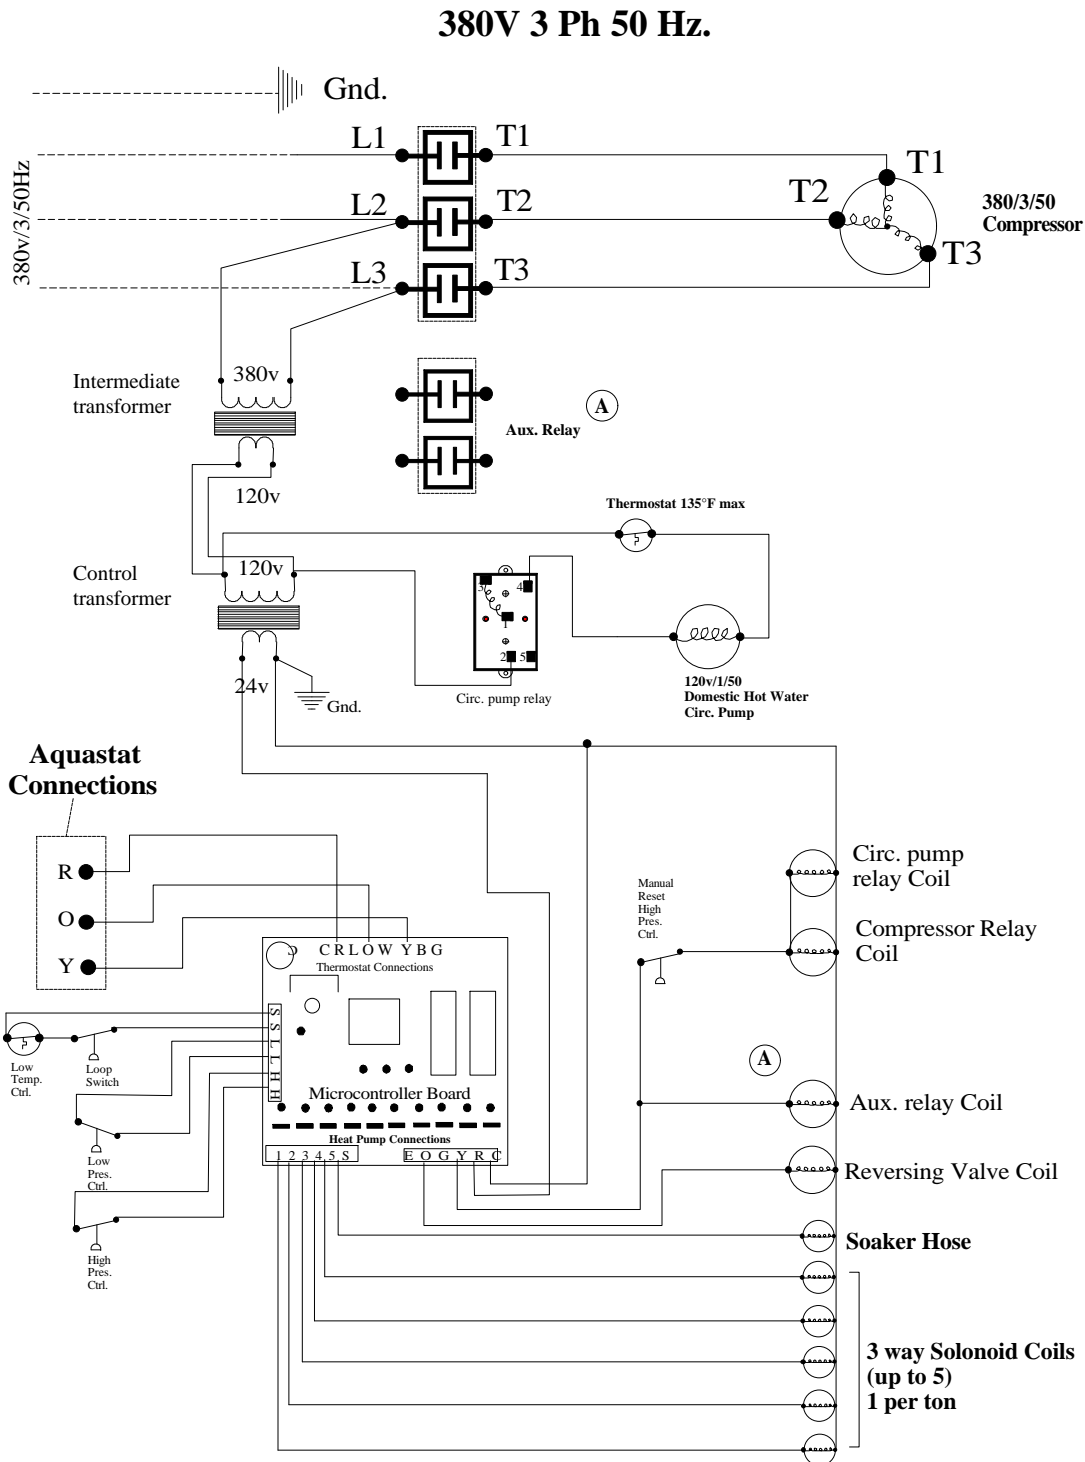 380V 3 Ph 50 Hz.
Gnd.
L1
T1
T1
380v/3/50Hz
L2
T2
T2
380/3/50
Compressor
L3
T3
T3
Intermediate
transformer
380v
A
Aux. Relay
120v
Thermostat 135°F max
Control
transformer
120v
3
4
1
2
5
Circ. pump relay
24v
Gnd.
120v/1/50
Domestic Hot Water
Circ. Pump
Aquastat
Connections
R
O
Y
Circ. pump
relay Coil
Manual
Reset
High
Pres.
Ctrl.
Compressor Relay
Coil
C
C R L O W Y B G
Thermostat Connections
S
S
L
L
H
H
Low
Temp.
Ctrl.
Loop
Switch
A
Microcontroller Board
Aux. relay Coil
Heat Pump Connections
1 2 3 4 5 S
E O G Y R C
Low
Pres.
Ctrl.
Reversing Valve Coil
Soaker Hose
High
Pres.
Ctrl.
3 way Solonoid Coils
(up to 5)
1 per ton